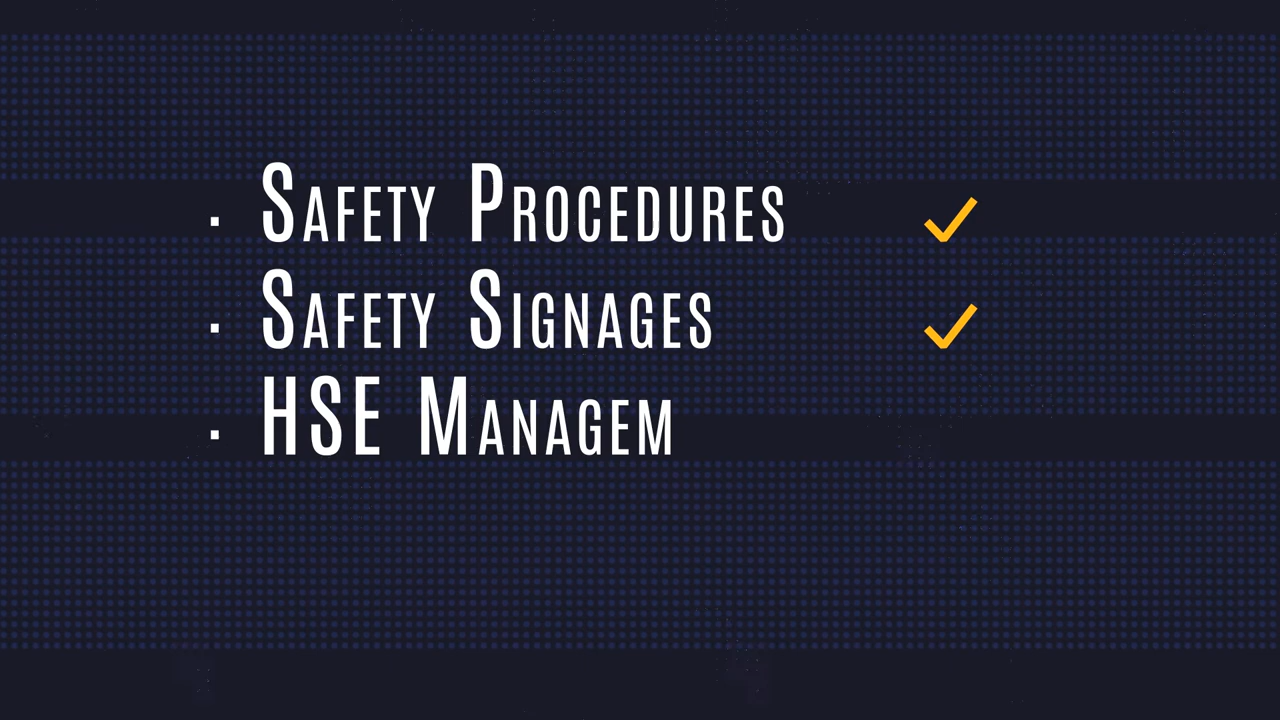 · Safety Procedures ✓
· Safety Signages ✓
· HSE Managem